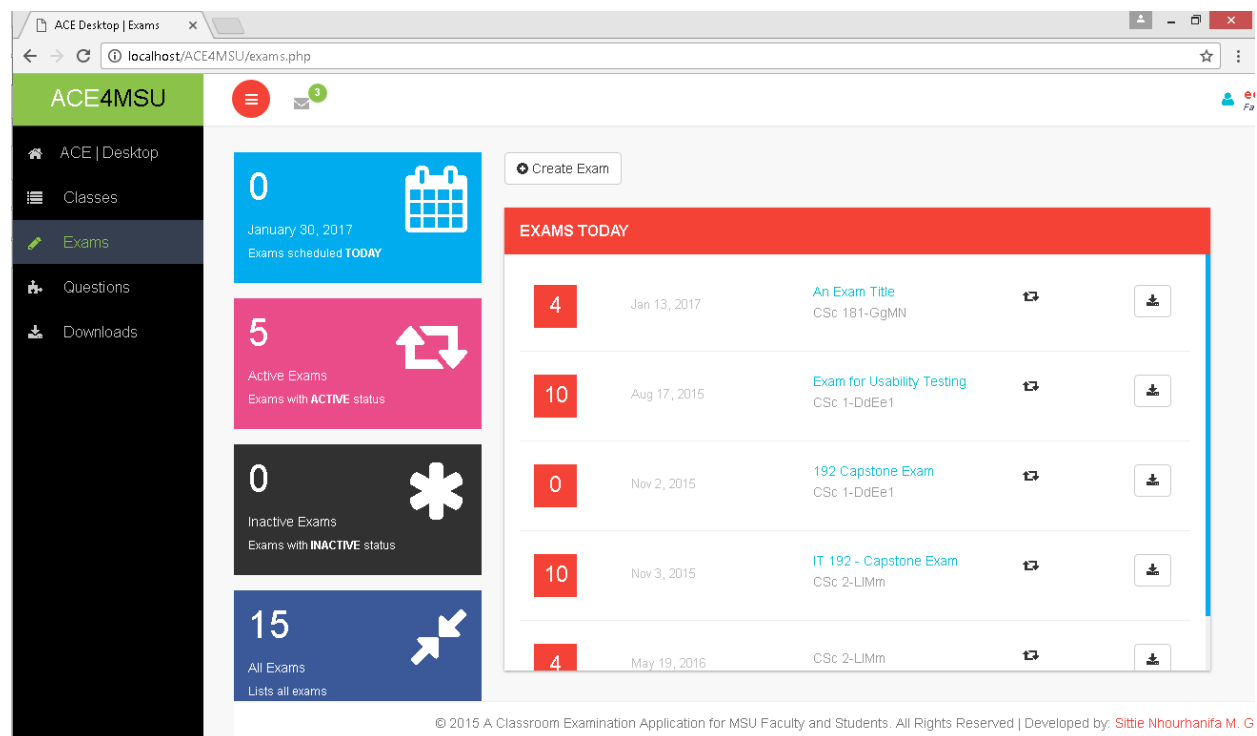 ACE Desktop | Exams
localhost/ACE4MSU/exams.php
ACE4MSU
3
ACE | Desktop
Classes
Exams
Questions
Downloads
0
January 30, 2017
Exams scheduled TODAY
5
Active Exams
Exams with ACTIVE status
0
Inactive Exams
Exams with INACTIVE status
15
All Exams
Lists all exams
Create Exam
EXAMS TODAY
4 Jan 13, 2017 An Exam Title
CSc 181-GgMN
10 Aug 17, 2015 Exam for Usability Testing
CSc 1-DdEe1
0 Nov 2, 2015 192 Capstone Exam
CSc 1-DdEe1
10 Nov 3, 2015 IT 192 - Capstone Exam
CSc 2-LlMm
4 May 19, 2016 CSc 2-LlMm
© 2015 A Classroom Examination Application for MSU Faculty and Students. All Rights Reserved | Developed by: Sittie Nhourhanifa M. G